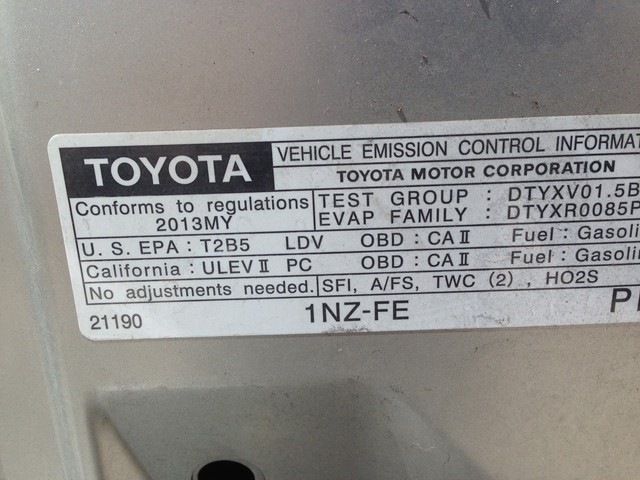 TOYOTA
VEHICLE EMISSION CONTROL INFORMAT
TOYOTA MOTOR CORPORATION
Conforms to regulations
2013MY
TEST GROUP : DTYXV01.5B
EVAP FAMILY : DTYXR0085P
U. S. EPA : T2B5 LDV OBD : CA II Fuel : Gasoli
California : ULEV II PC OBD : CA II Fuel : Gasolin
No adjustments needed. SFI, A/FS, TWC (2) , HO2S
21190 1NZ-FE